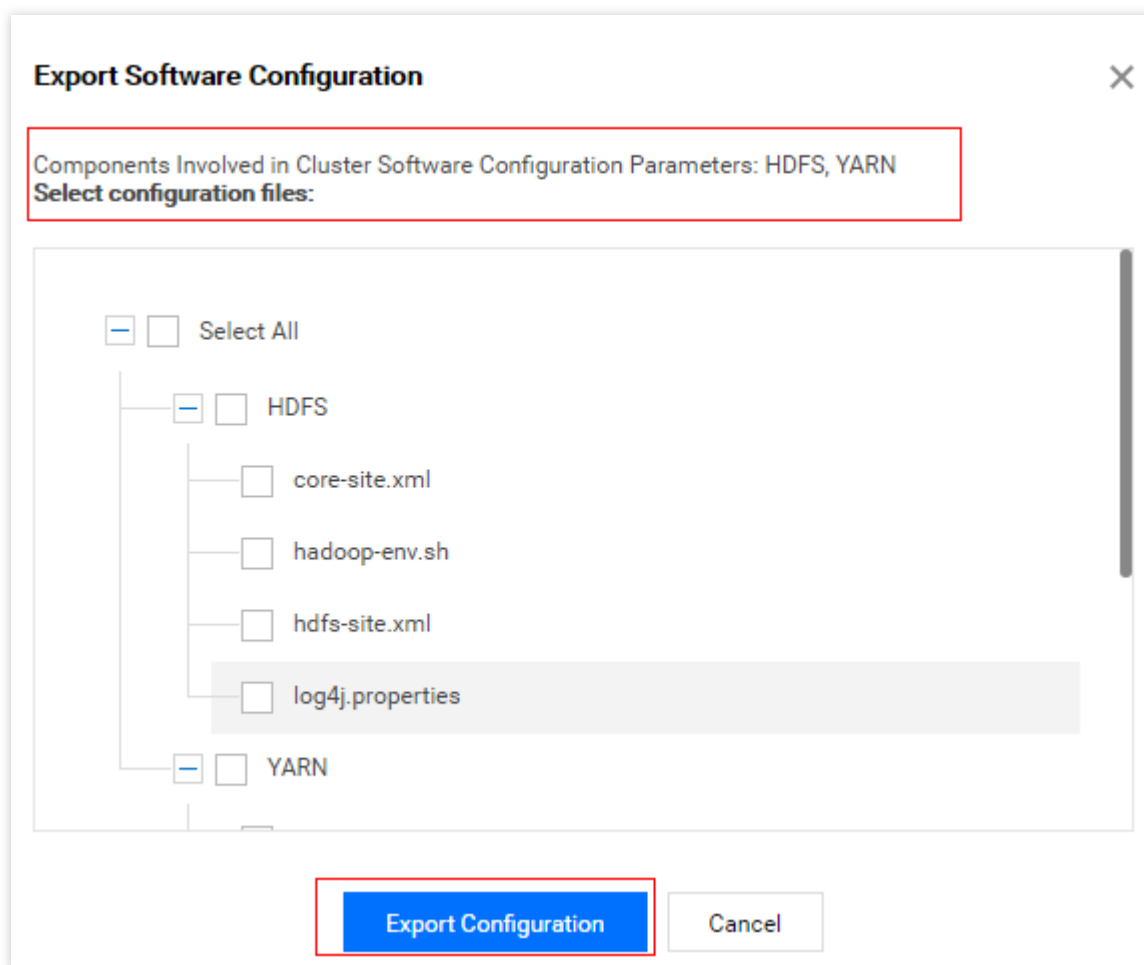 Export Software Configuration
Components Involved in Cluster Software Configuration Parameters: HDFS, YARN
Select configuration files:
Select All
HDFS
core-site.xml
hadoop-env.sh
hdfs-site.xml
log4j.properties
YARN
Export Configuration
Cancel